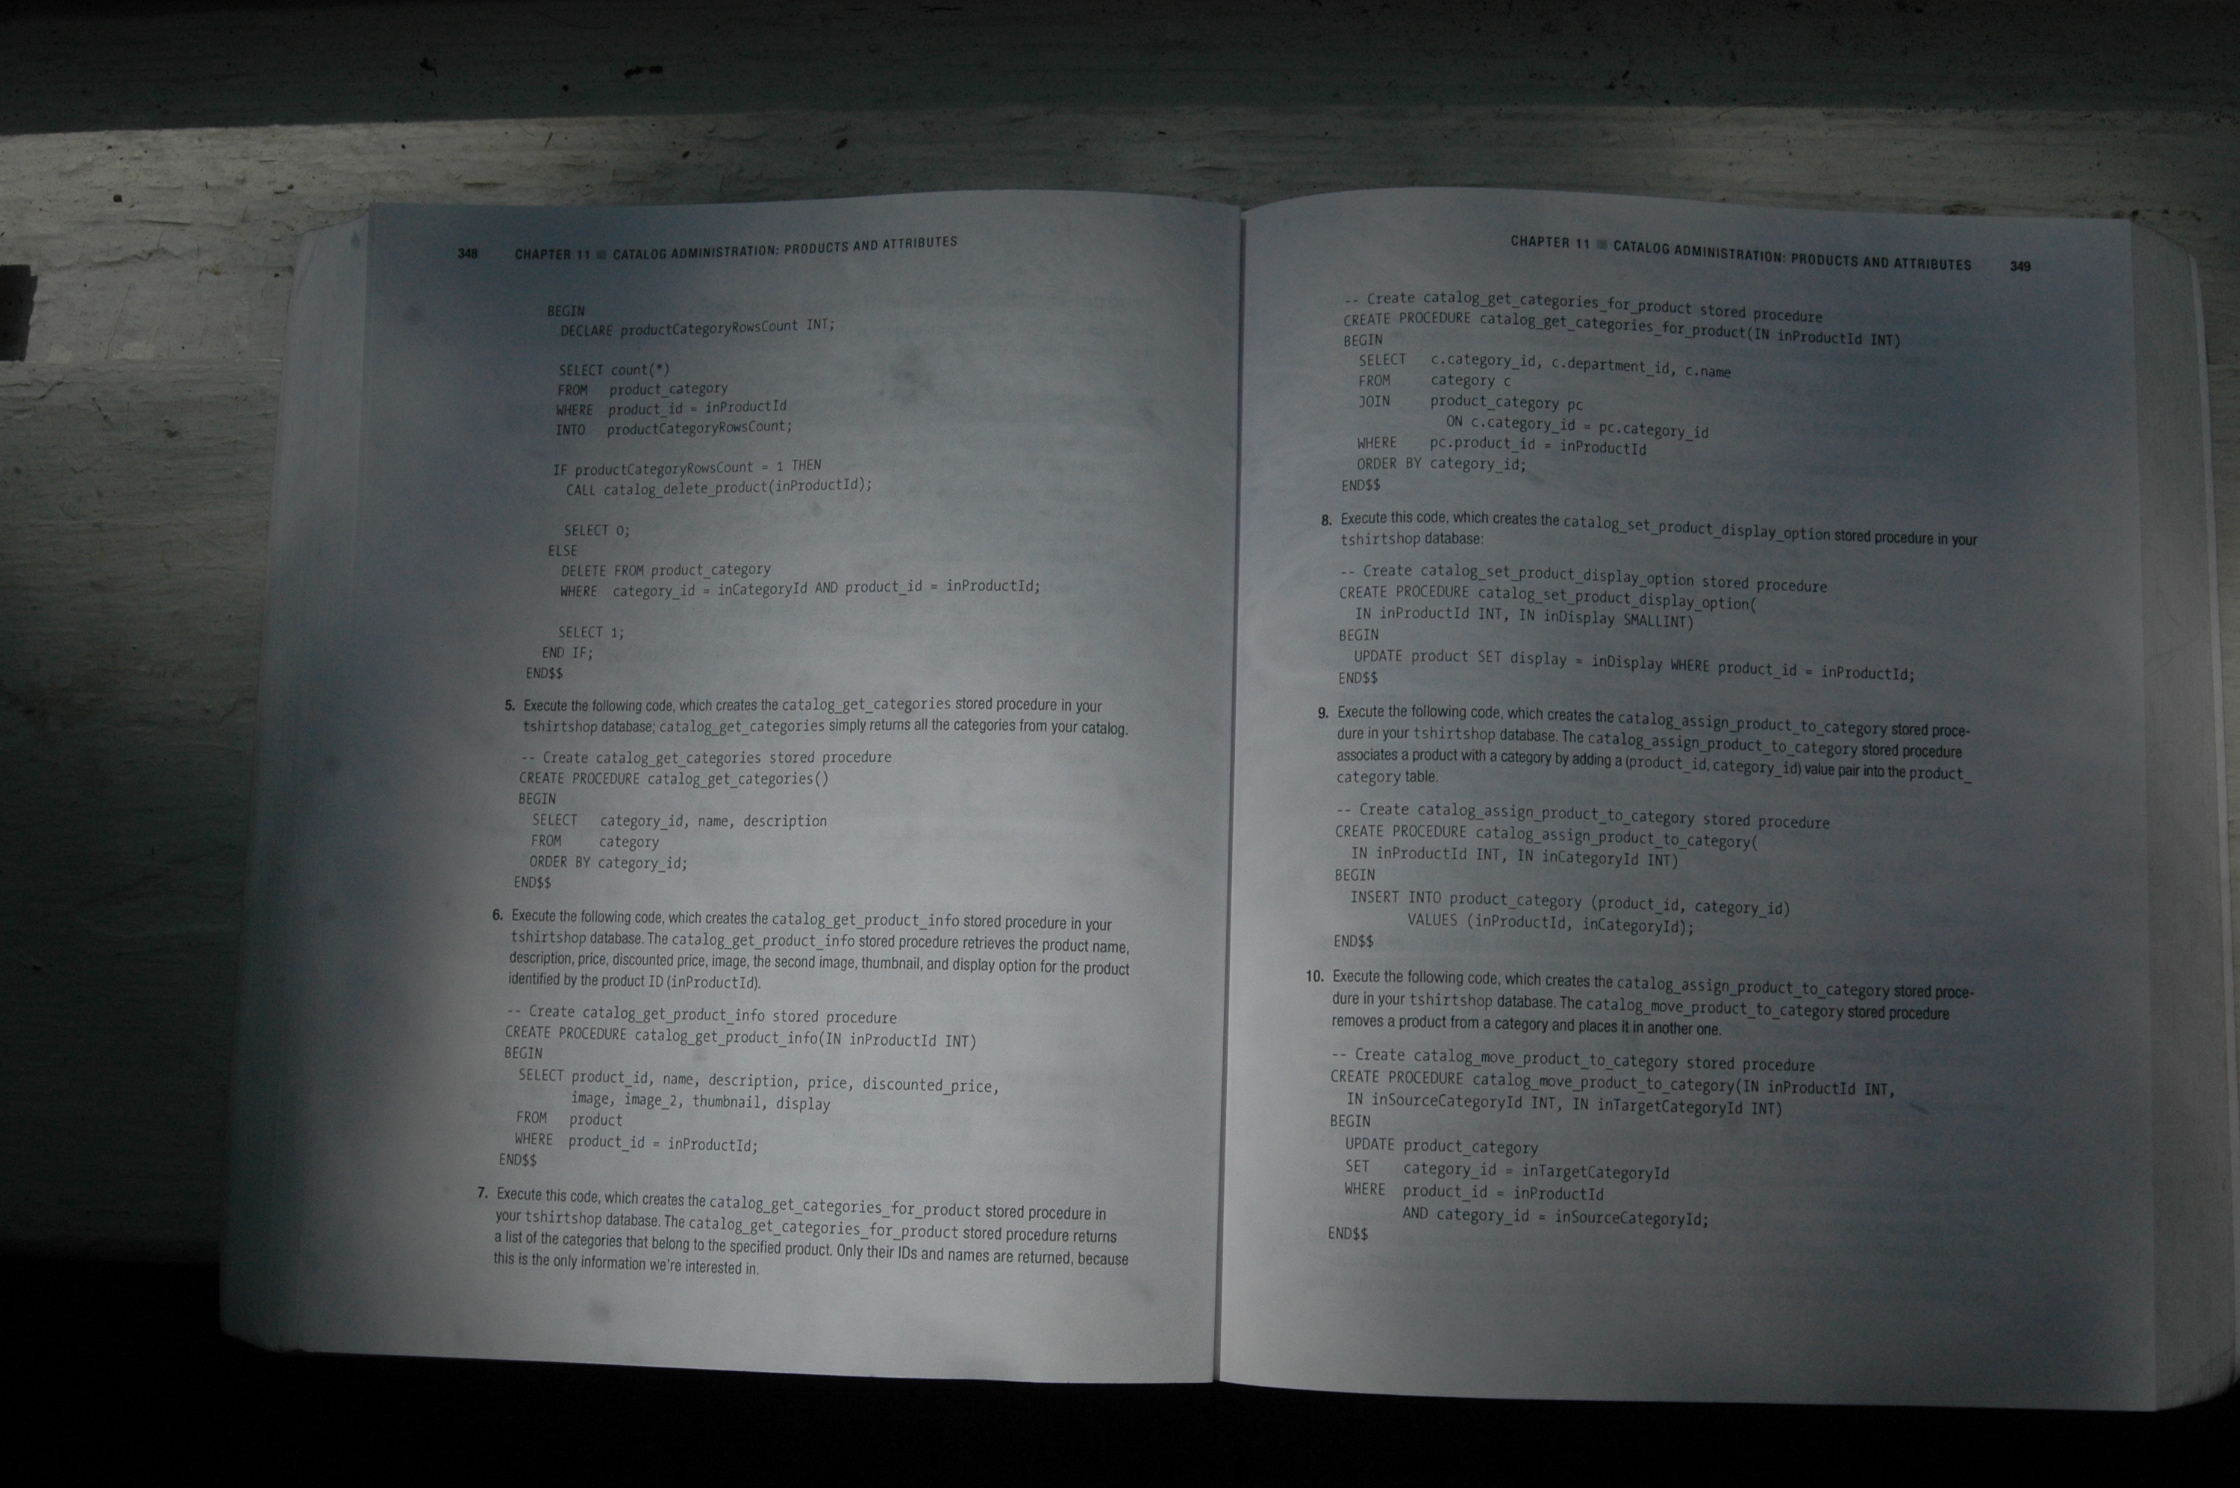 348 CHAPTER 11 ■ CATALOG ADMINISTRATION: PRODUCTS AND ATTRIBUTES
BEGIN
DECLARE productCategoryRowsCount INT;
SELECT count(*)
FROM product_category
WHERE product_id = inProductId
INTO productCategoryRowsCount;
IF productCategoryRowsCount = 1 THEN
CALL catalog_delete_product(inProductId);
SELECT 0;
ELSE
DELETE FROM product_category
WHERE category_id = inCategoryId AND product_id = inProductId;
SELECT 1;
END IF;
END$$
5. Execute the following code, which creates the catalog_get_categories stored procedure in your
tshirtshop database; catalog_get_categories simply returns all the categories from your catalog.
-- Create catalog_get_categories stored procedure
CREATE PROCEDURE catalog_get_categories()
BEGIN
SELECT category_id, name, description
FROM category
ORDER BY category_id;
END$$
6. Execute the following code, which creates the catalog_get_product_info stored procedure in your
tshirtshop database. The catalog_get_product_info stored procedure retrieves the product name,
description, price, discounted price, image, the second image, thumbnail, and display option for the product
identified by the product ID (inProductId).
-- Create catalog_get_product_info stored procedure
CREATE PROCEDURE catalog_get_product_info(IN inProductId INT)
BEGIN
SELECT product_id, name, description, price, discounted_price,
image, image_2, thumbnail, display
FROM product
WHERE product_id = inProductId;
END$$
7. Execute this code, which creates the catalog_get_categories_for_product stored procedure in
your tshirtshop database. The catalog_get_categories_for_product stored procedure returns
a list of the categories that belong to the specified product. Only their IDs and names are returned, because
this is the only information we're interested in.
CHAPTER 11 ■ CATALOG ADMINISTRATION: PRODUCTS AND ATTRIBUTES 349
-- Create catalog_get_categories_for_product stored procedure
CREATE PROCEDURE catalog_get_categories_for_product(IN inProductId INT)
BEGIN
SELECT c.category_id, c.department_id, c.name
FROM category c
JOIN product_category pc
ON c.category_id = pc.category_id
WHERE pc.product_id = inProductId
ORDER BY category_id;
END$$
8. Execute this code, which creates the catalog_set_product_display_option stored procedure in your
tshirtshop database:
-- Create catalog_set_product_display_option stored procedure
CREATE PROCEDURE catalog_set_product_display_option(
IN inProductId INT, IN inDisplay SMALLINT)
BEGIN
UPDATE product SET display = inDisplay WHERE product_id = inProductId;
END$$
9. Execute the following code, which creates the catalog_assign_product_to_category stored proce-
dure in your tshirtshop database. The catalog_assign_product_to_category stored procedure
associates a product with a category by adding a (product_id, category_id) value pair into the product_
category table.
-- Create catalog_assign_product_to_category stored procedure
CREATE PROCEDURE catalog_assign_product_to_category(
IN inProductId INT, IN inCategoryId INT)
BEGIN
INSERT INTO product_category (product_id, category_id)
VALUES (inProductId, inCategoryId);
END$$
10. Execute the following code, which creates the catalog_assign_product_to_category stored proce-
dure in your tshirtshop database. The catalog_move_product_to_category stored procedure
removes a product from a category and places it in another one.
-- Create catalog_move_product_to_category stored procedure
CREATE PROCEDURE catalog_move_product_to_category(IN inProductId INT,
IN inSourceCategoryId INT, IN inTargetCategoryId INT)
BEGIN
UPDATE product_category
SET category_id = inTargetCategoryId
WHERE product_id = inProductId
AND category_id = inSourceCategoryId;
END$$